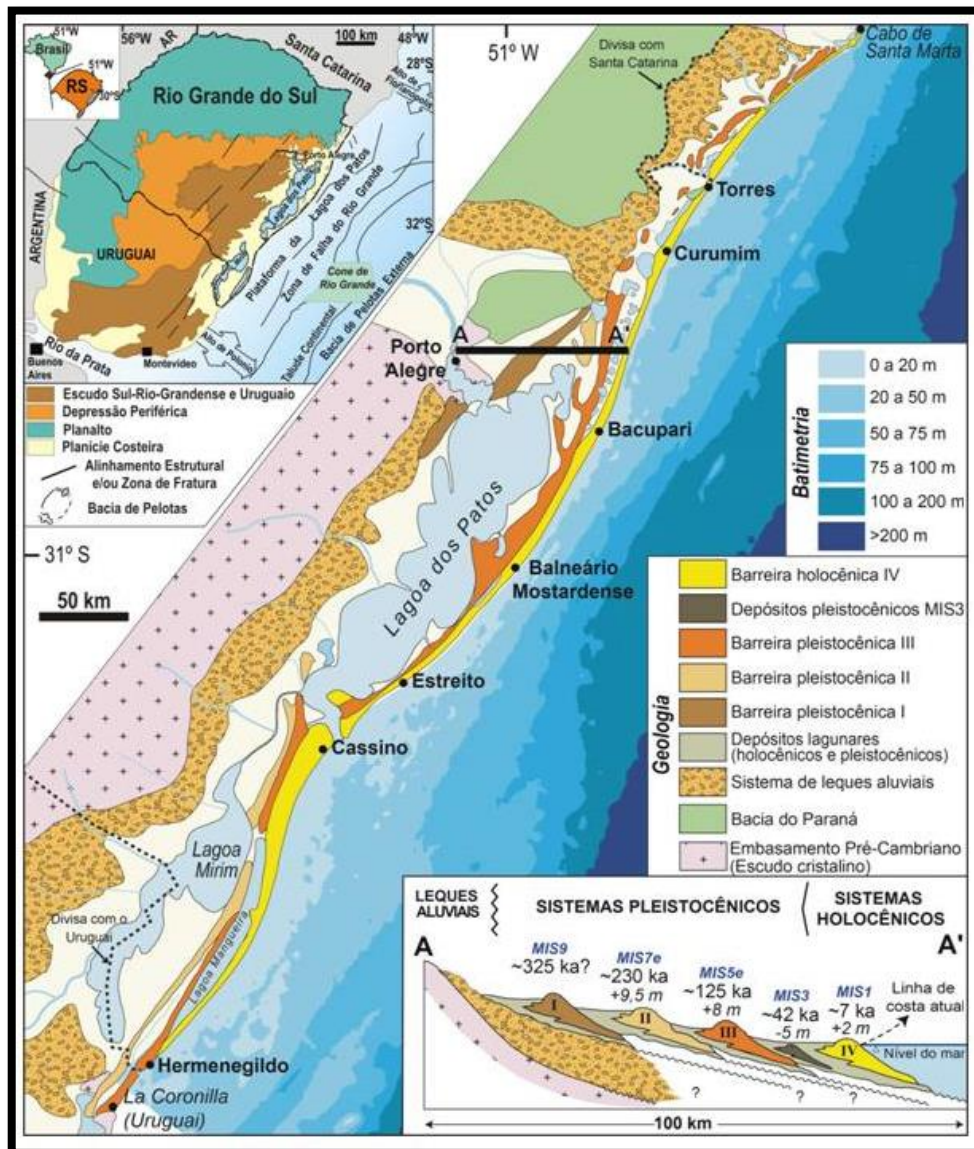 51°W
56°W
AR
100 km
48°W
Brasil
51°W
RS
30°S
Santa Catarina
28°S
Alto de
Florianópolis
Rio Grande do Sul
Porto Alegre
Lagoa dos Patos
ARGENTINA
URUGUAI
32°S
Plataforma da Lagoa dos Patos
Zona de Falha do Rio Grande
Cone de
Rio Grande
Talude Continental
Bacia de Pelotas Externa
Alto de Polonio
Rio da Prata
Buenos
Aires
Montevideo
Escudo Sul-Rio-Grandense e Uruguaio
Depressão Periférica
Planalto
Planície Costeira
Alinhamento Estrutural
e/ou Zona de Fratura
Bacia de Pelotas
51° W
Divisa com
Santa Catarina
Cabo de
Santa Marta
Torres
Curumim
A
A'
Porto
Alegre
Bacupari
Lagoa dos Patos
Balneário
Mostardense
31° S
50 km
Estreito
Cassino
Lagoa
Mirim
Divisa com o
Uruguai
Lagoa Mangueira
Hermenegildo
La Coronilla
(Uruguai)
Batimetria
0 a 20 m
20 a 50 m
50 a 75 m
75 a 100 m
100 a 200 m
>200 m
Geologia
Barreira holocênica IV
Depósitos pleistocênicos MIS3
Barreira pleistocênica III
Barreira pleistocênica II
Barreira pleistocênica I
Depósitos lagunares
(holocênicos e pleistocênicos)
Sistema de leques aluviais
Bacia do Paraná
Embasamento Pré-Cambriano
(Escudo cristalino)
LEQUES
ALUVIAIS
SISTEMAS PLEISTOCÊNICOS
SISTEMAS
HOLOCÊNICOS
A
A'
MIS9
~325 ka?
MIS7e
~230 ka
+9,5 m
MIS5e
~125 ka
+8 m
MIS3
~42 ka
-5 m
MIS1
~7 ka
+2 m
Linha de
costa atual
I
II
III
IV
Nível do mar
?
?
?
100 km